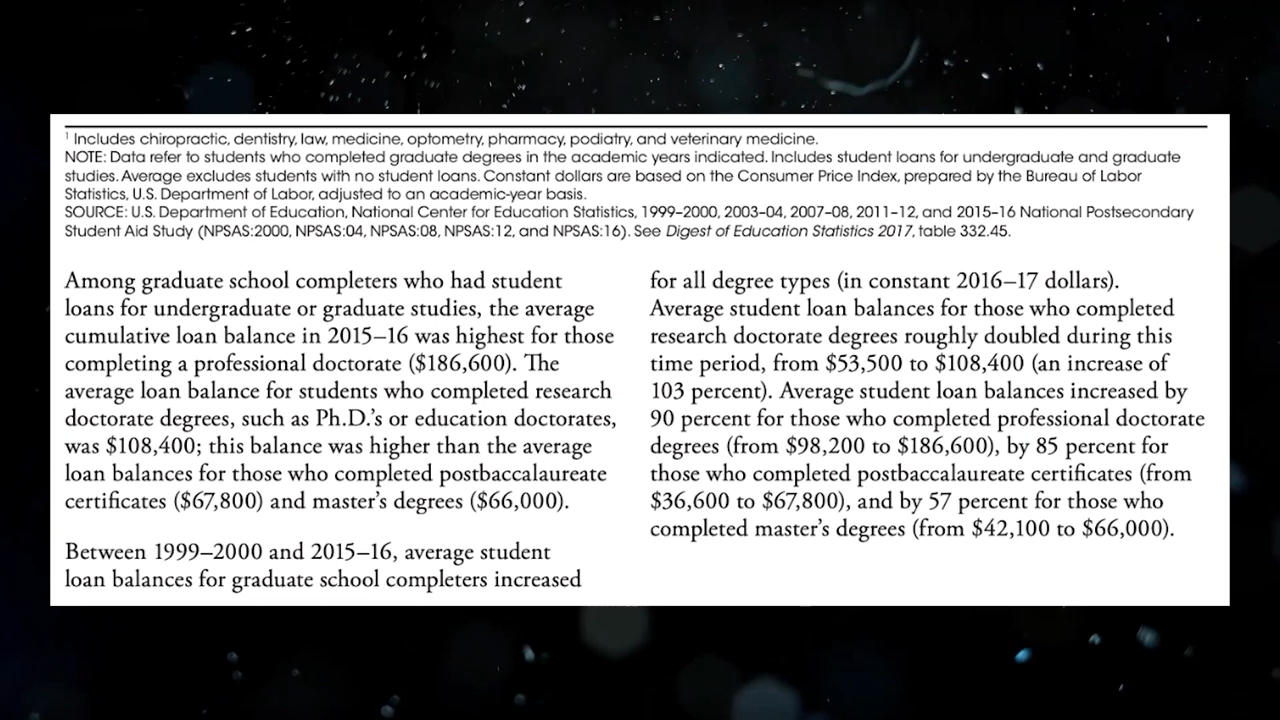 1 Includes chiropractic, dentistry, law, medicine, optometry, pharmacy, podiatry, and veterinary medicine.
NOTE: Data refer to students who completed graduate degrees in the academic years indicated. Includes student loans for undergraduate and graduate
studies. Average excludes students with no student loans. Constant dollars are based on the Consumer Price Index, prepared by the Bureau of Labor
Statistics, U.S. Department of Labor, adjusted to an academic-year basis.
SOURCE: U.S. Department of Education, National Center for Education Statistics, 1999–2000, 2003–04, 2007–08, 2011–12, and 2015–16 National Postsecondary
Student Aid Study (NPSAS:2000, NPSAS:04, NPSAS:08, NPSAS:12, and NPSAS:16). See Digest of Education Statistics 2017, table 332.45.
Among graduate school completers who had student
loans for undergraduate or graduate studies, the average
cumulative loan balance in 2015–16 was highest for those
completing a professional doctorate ($186,600). The
average loan balance for students who completed research
doctorate degrees, such as Ph.D.'s or education doctorates,
was $108,400; this balance was higher than the average
loan balances for those who completed postbaccalaureate
certificates ($67,800) and master's degrees ($66,000).
Between 1999–2000 and 2015–16, average student
loan balances for graduate school completers increased
for all degree types (in constant 2016–17 dollars).
Average student loan balances for those who completed
research doctorate degrees roughly doubled during this
time period, from $53,500 to $108,400 (an increase of
103 percent). Average student loan balances increased by
90 percent for those who completed professional doctorate
degrees (from $98,200 to $186,600), by 85 percent for
those who completed postbaccalaureate certificates (from
$36,600 to $67,800), and by 57 percent for those who
completed master's degrees (from $42,100 to $66,000).